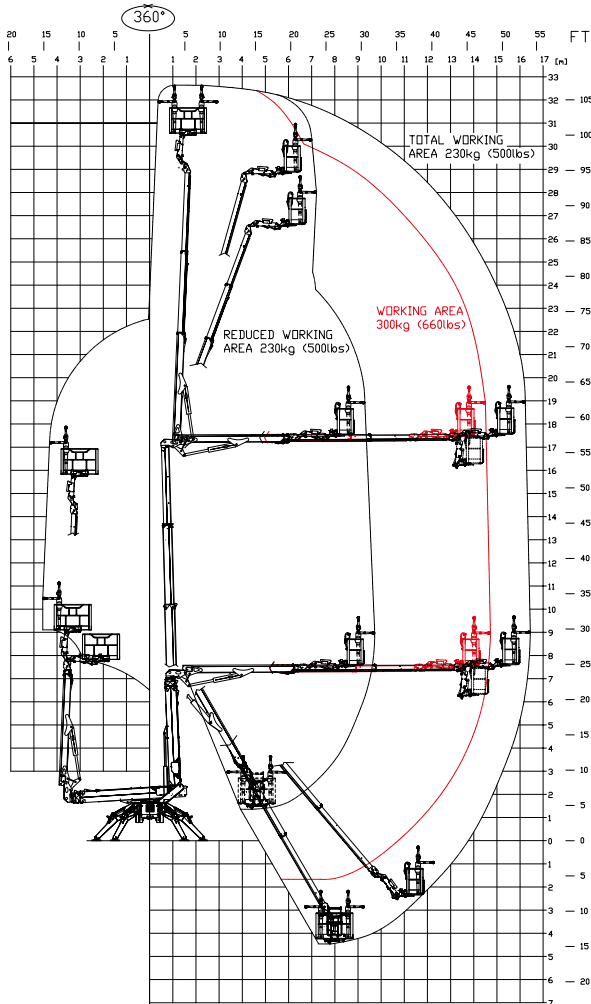 360°
20 15 10 5 5 10 15 20 25 30 35 40 45 50 55 FT
6 5 4 3 2 1 1 2 3 4 5 6 7 8 9 10 11 12 13 14 15 16 17 [m]
33
32 — 105
31
100
TOTAL WORKING
AREA 230kg (500lbs)
30
29 — 95
28
— 90
27
26 — 85
25
— 80
24
23 — 75
WORKING AREA
300kg (660lbs)
REDUCED WORKING
AREA 230kg (500lbs)
22
— 70
21
20 — 65
19
— 60
18
17 — 55
16
— 50
15
14 — 45
13
12 — 40
11
— 35
10
9 — 30
8
— 25
7
6 — 20
5
— 15
4
3 — 10
2
— 5
1
0 — 0
1
— 5
2
3 — 10
4
— 15
5
6 — 20
7